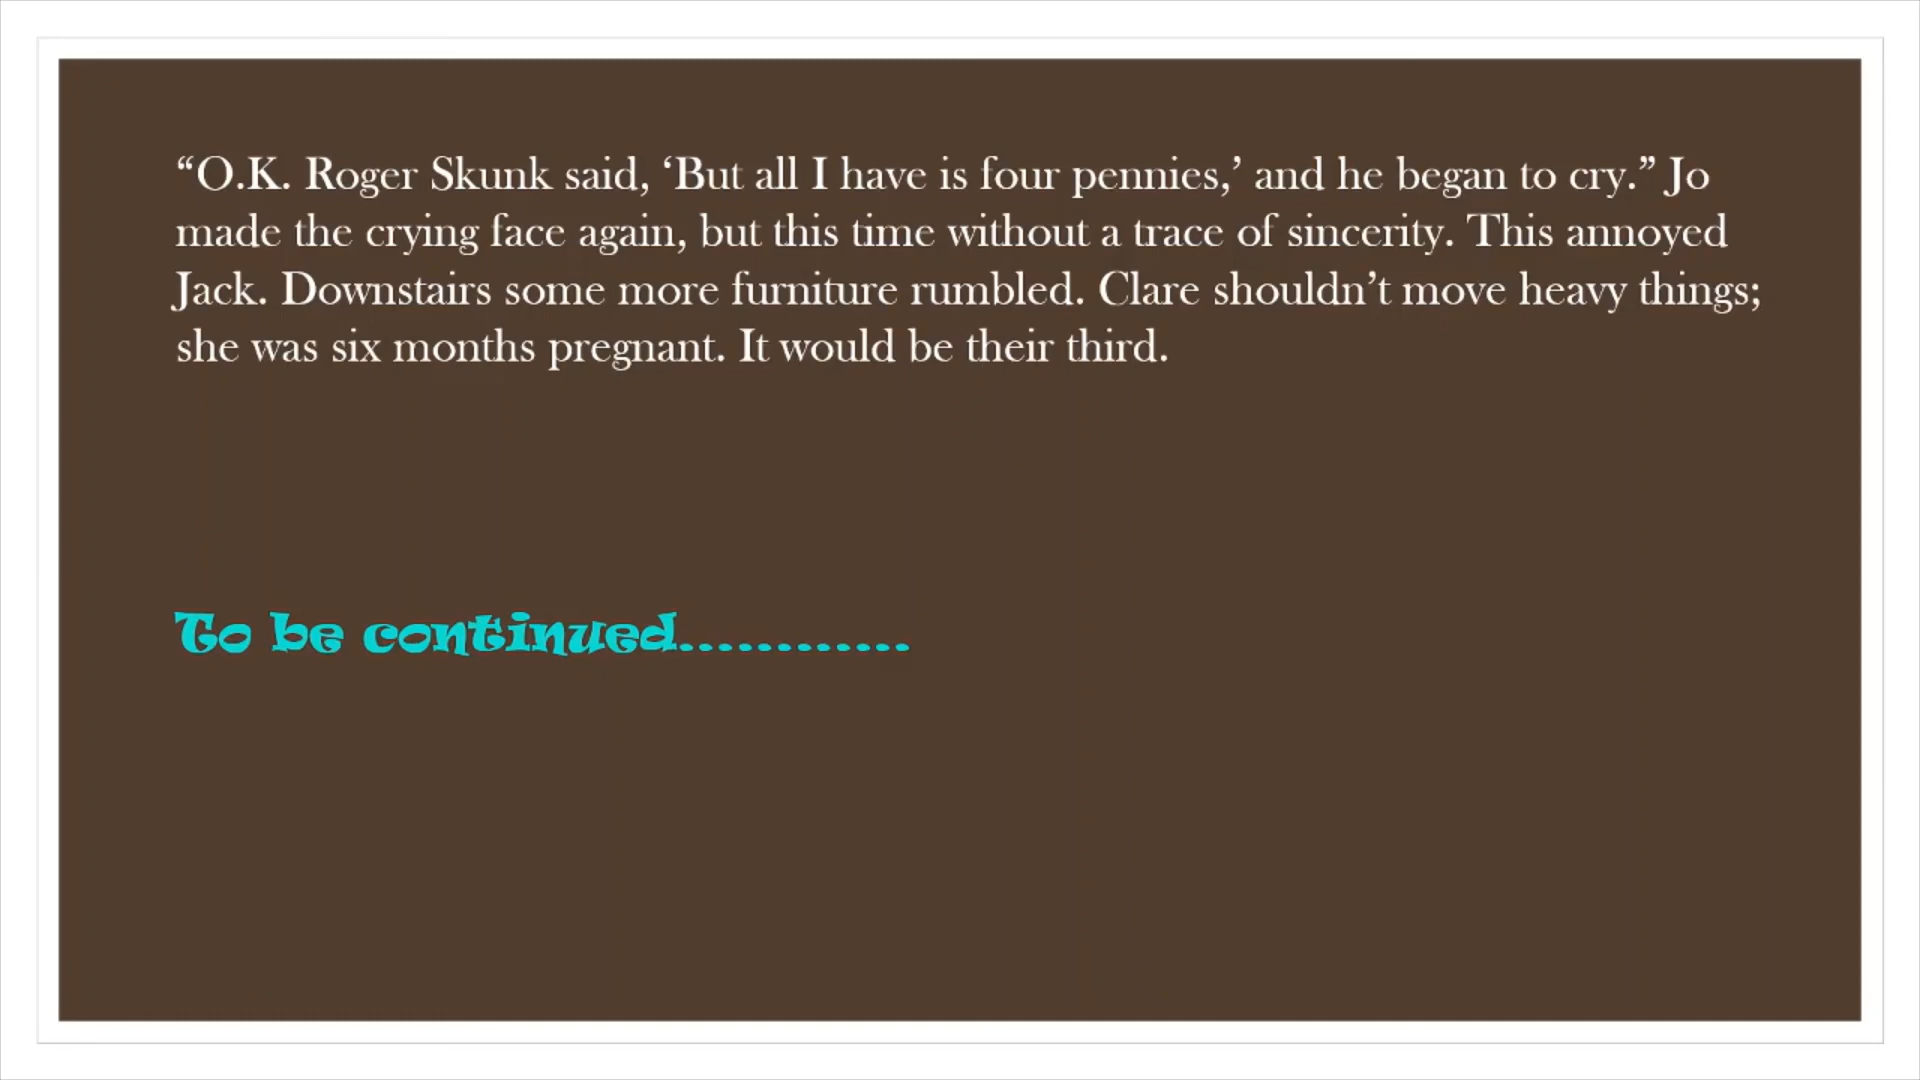 “O.K. Roger Skunk said, ‘But all I have is four pennies,’ and he began to cry.” Jo
made the crying face again, but this time without a trace of sincerity. This annoyed
Jack. Downstairs some more furniture rumbled. Clare shouldn’t move heavy things;
she was six months pregnant. It would be their third.
To be continued............